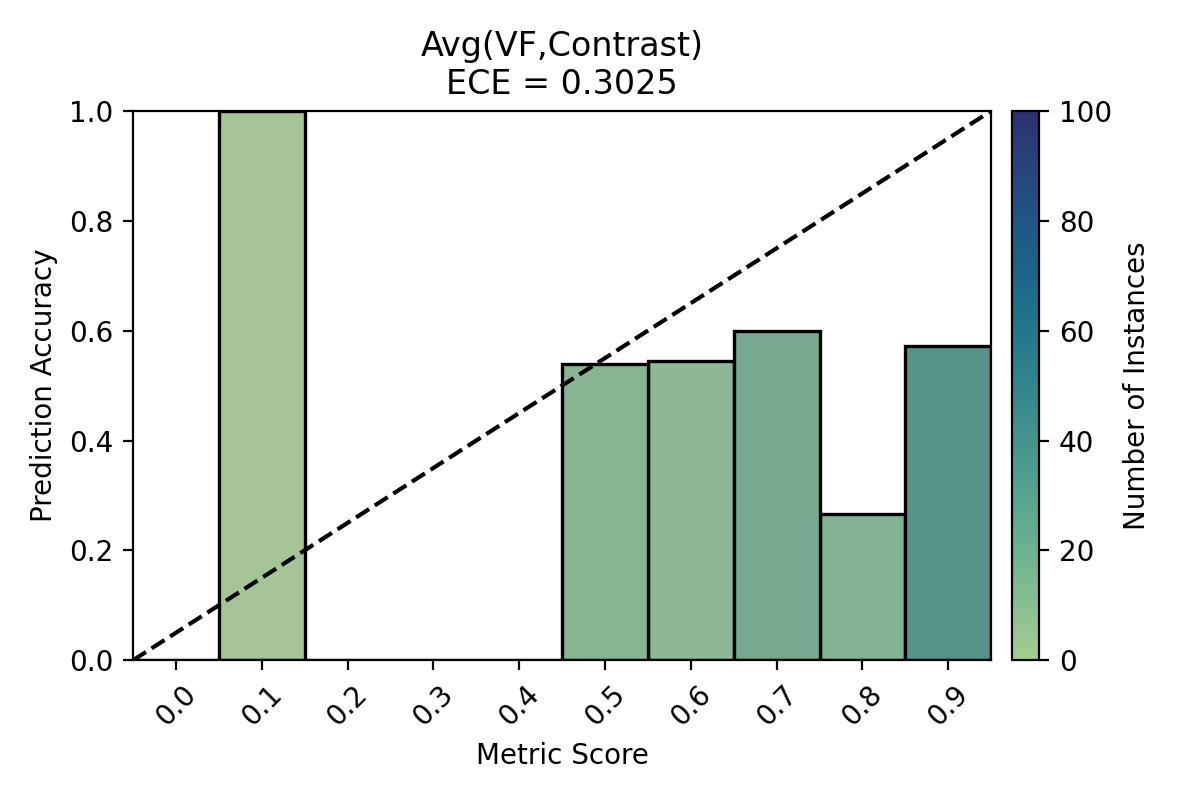 Avg(VF,Contrast)
ECE = 0.3025
Prediction Accuracy
1.0
0.8
0.6
0.4
0.2
0.0
0.0 0.1 0.2 0.3 0.4 0.5 0.6 0.7 0.8 0.9
Metric Score
100
80
60
40
20
0
Number of Instances